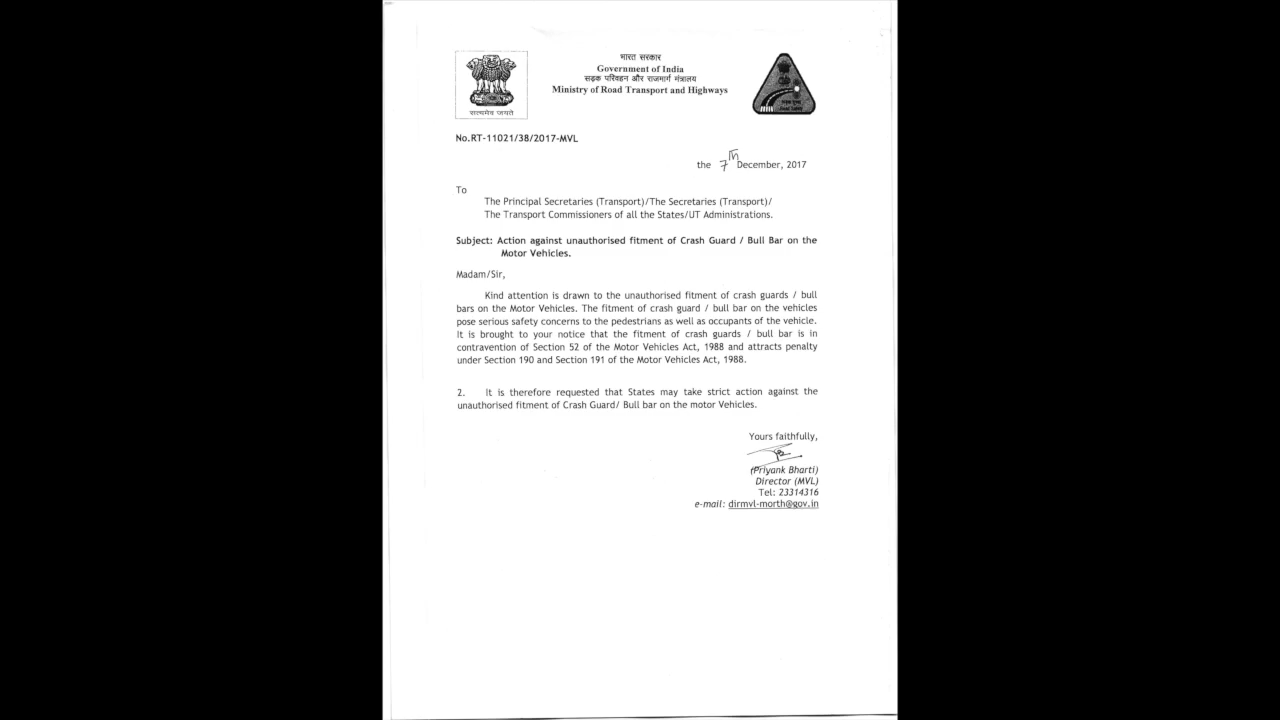 भारत सरकार
Government of India
सड़क परिवहन और राजमार्ग मंत्रालय
Ministry of Road Transport and Highways
सत्यमेव जयते
No.RT-11021/38/2017-MVL
the 7th December, 2017
To
The Principal Secretaries (Transport)/The Secretaries (Transport)/
The Transport Commissioners of all the States/UT Administrations.
Subject: Action against unauthorised fitment of Crash Guard / Bull Bar on the
Motor Vehicles.
Madam/Sir,
Kind attention is drawn to the unauthorised fitment of crash guards / bull
bars on the Motor Vehicles. The fitment of crash guard / bull bar on the vehicles
pose serious safety concerns to the pedestrians as well as occupants of the vehicle.
It is brought to your notice that the fitment of crash guards / bull bar is in
contravention of Section 52 of the Motor Vehicles Act, 1988 and attracts penalty
under Section 190 and Section 191 of the Motor Vehicles Act, 1988.
2. It is therefore requested that States may take strict action against the
unauthorised fitment of Crash Guard/ Bull bar on the motor Vehicles.
Yours faithfully,
(Priyank Bharti)
Director (MVL)
Tel: 23314316
e-mail: dirmvl-morth@gov.in